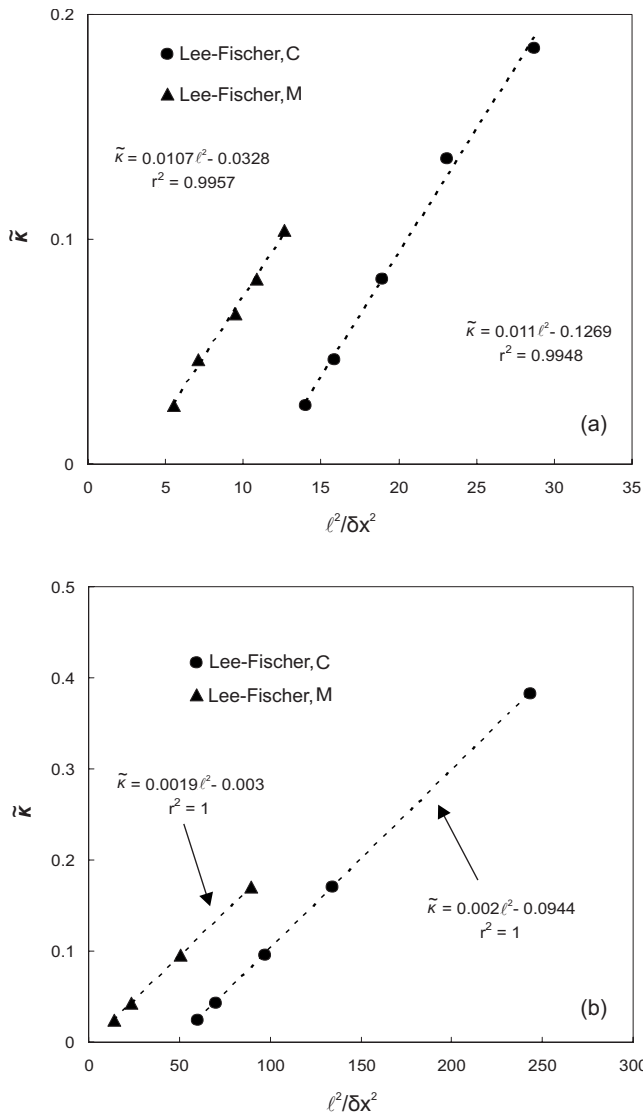 0.2
Lee-Fischer, C
Lee-Fischer, M
κ̃ = 0.0107ℓ² - 0.0328
r² = 0.9957
0.1
κ̃
κ̃ = 0.011ℓ² - 0.1269
r² = 0.9948
(a)
0
0 5 10 15 20 25 30 35
ℓ²/δx²
0.5
Lee-Fischer, C
0.4
Lee-Fischer, M
0.3
κ̃ = 0.0019ℓ² - 0.003
r² = 1
κ̃
0.2
κ̃ = 0.002ℓ² - 0.0944
r² = 1
0.1
(b)
0
0 50 100 150 200 250 300
ℓ²/δx²